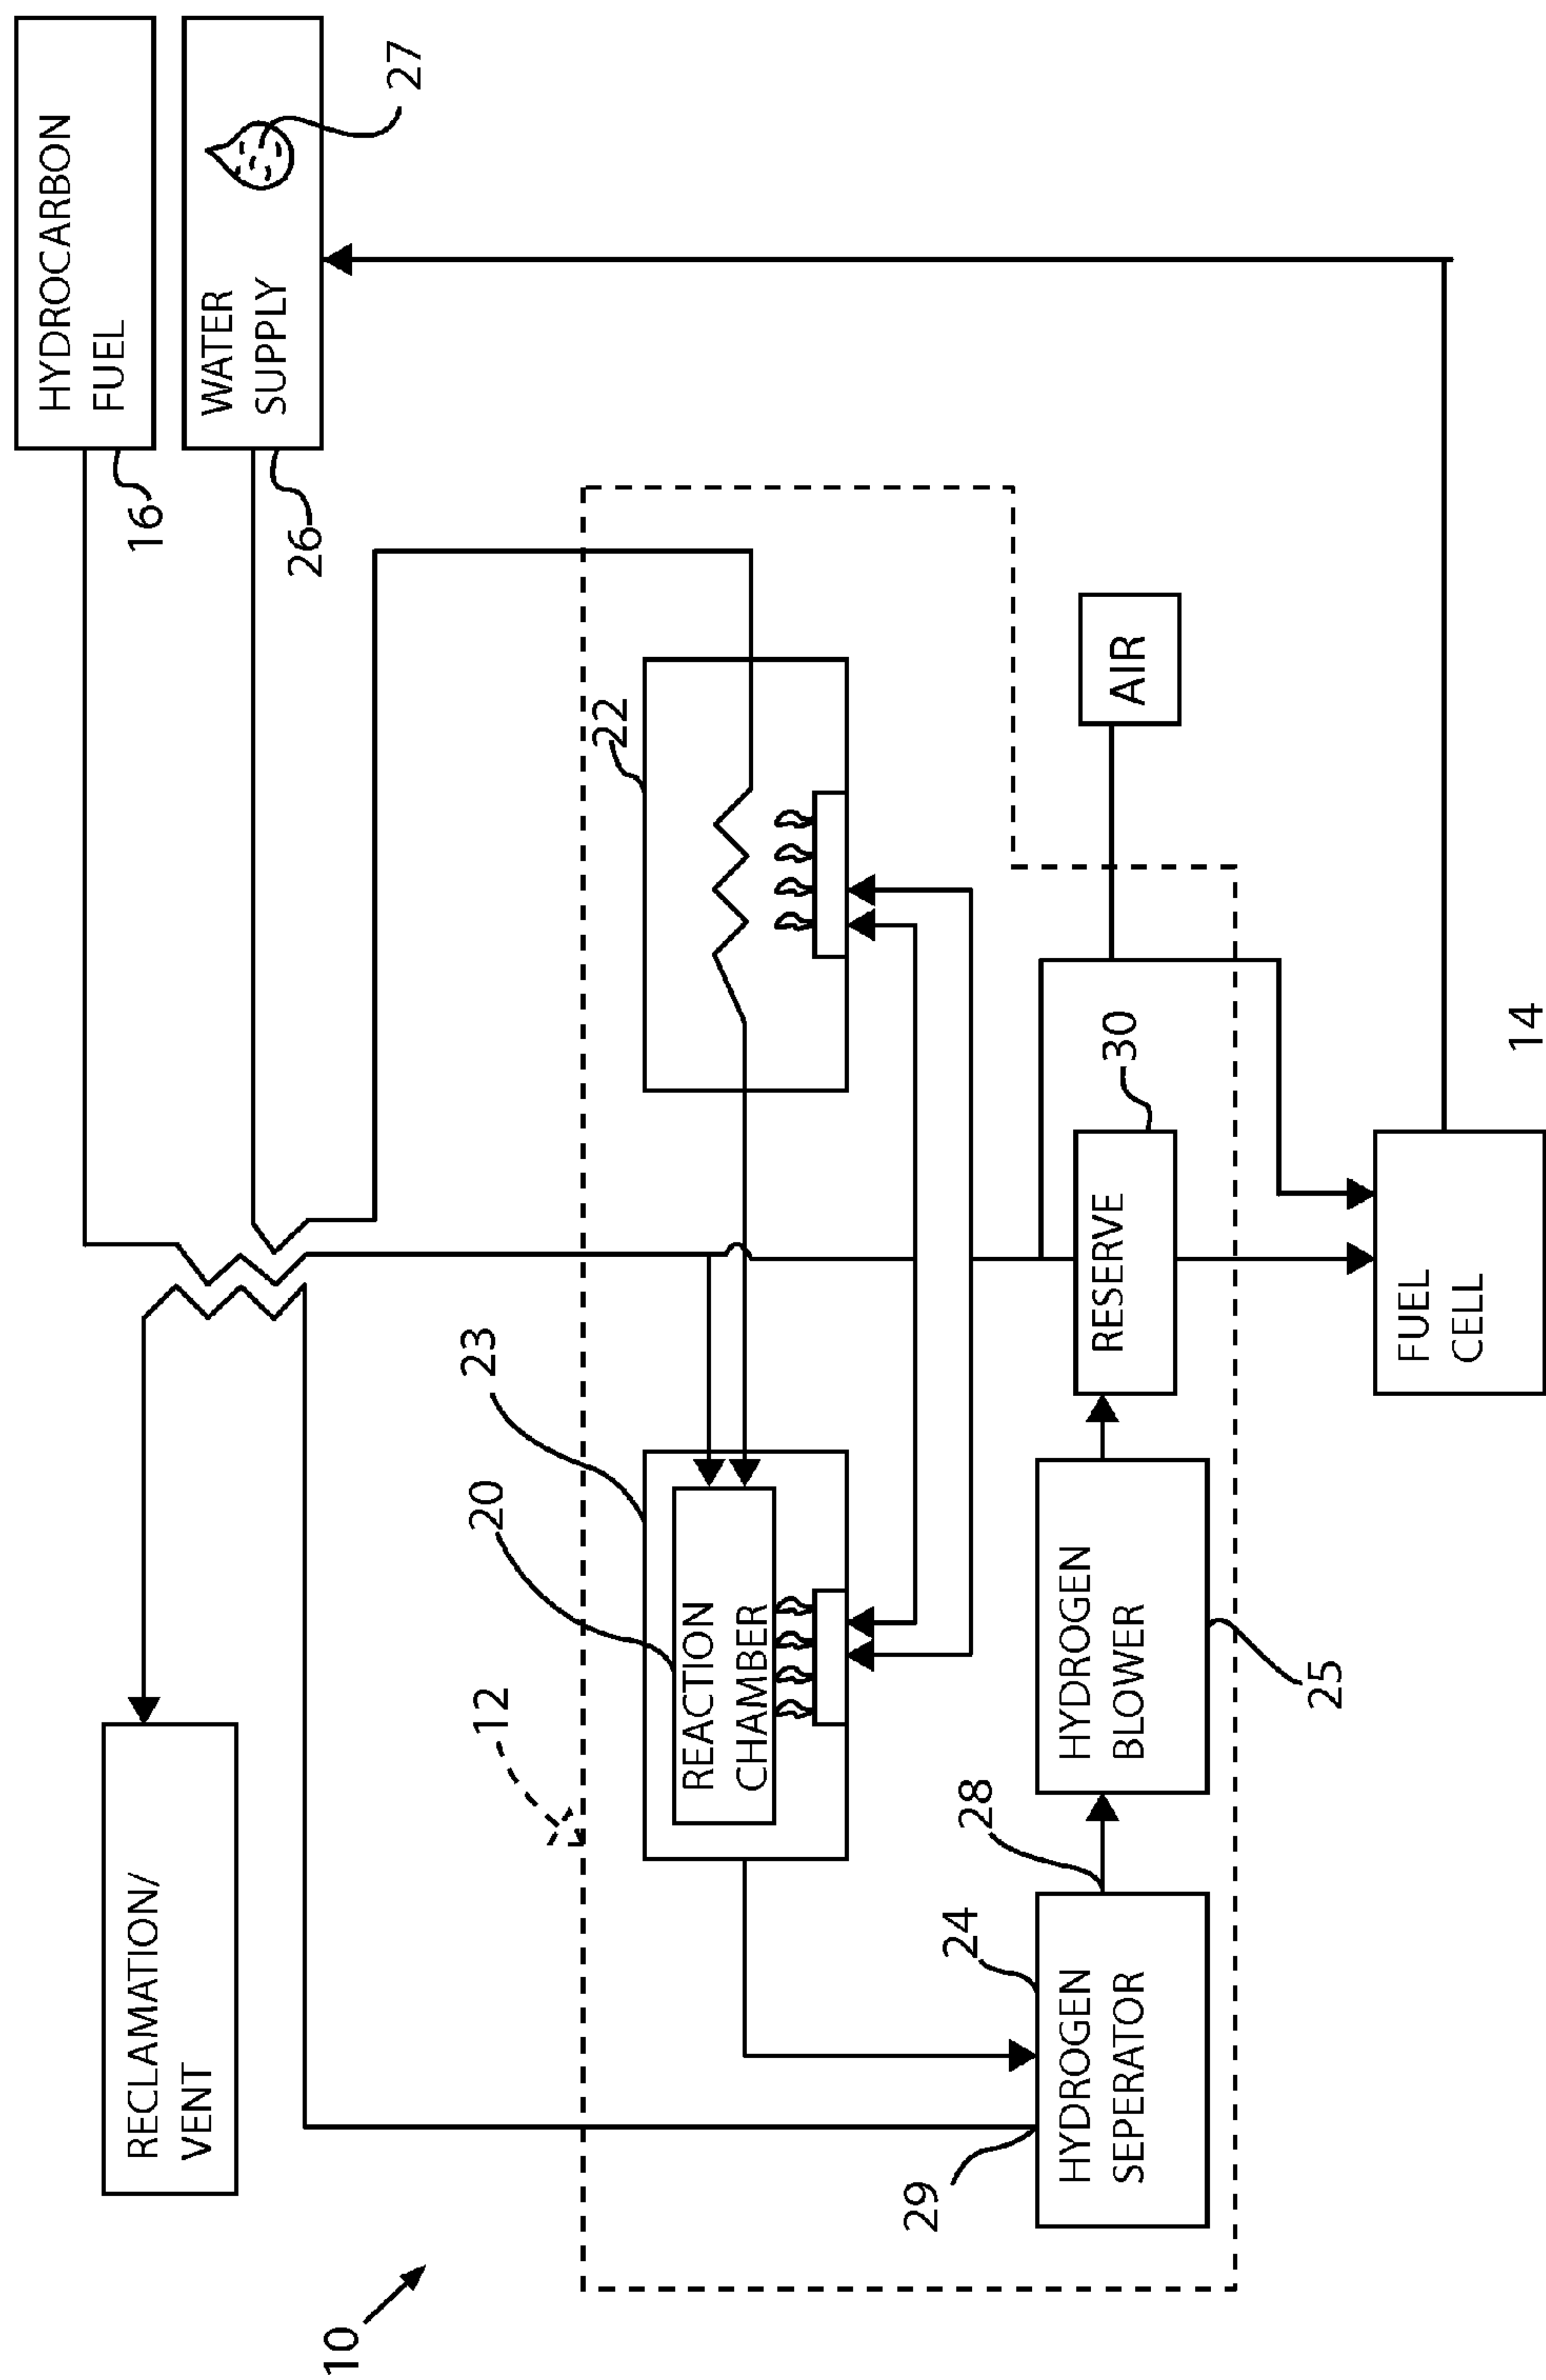 10
RECLAMATION/
VENT
HYDROCARBON
FUEL
16
WATER
SUPPLY
27
26
12
20
23
22
REACTION
CHAMBER
29
24
28
HYDROGEN
SEPERATOR
HYDROGEN
BLOWER
25
RESERVE
30
AIR
FUEL
CELL
14